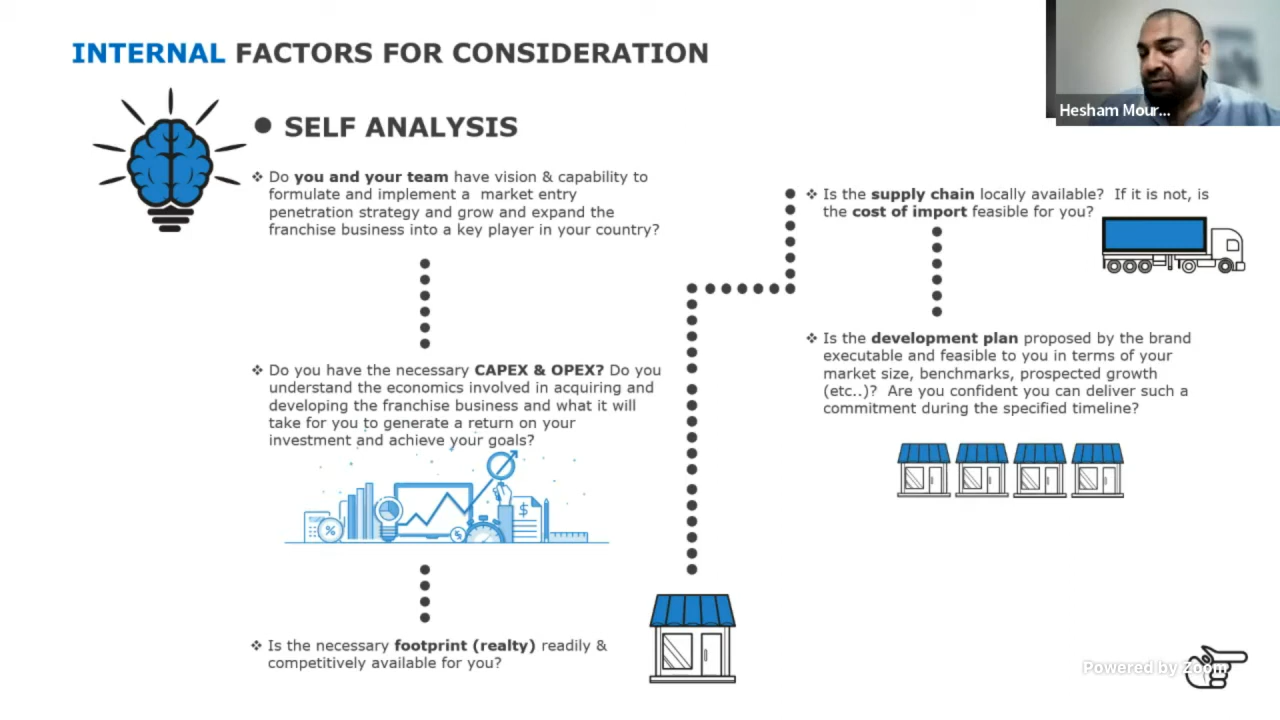 INTERNAL FACTORS FOR CONSIDERATION
Hesham Mour...
● SELF ANALYSIS
❖ Do you and your team have vision & capability to
formulate and implement a market entry
penetration strategy and grow and expand the
franchise business into a key player in your country?
❖ Do you have the necessary CAPEX & OPEX? Do you
understand the economics involved in acquiring and
developing the franchise business and what it will
take for you to generate a return on your
investment and achieve your goals?
%
$
$
❖ Is the necessary footprint (realty) readily &
competitively available for you?
❖ Is the supply chain locally available? If it is not, is
the cost of import feasible for you?
❖ Is the development plan proposed by the brand
executable and feasible to you in terms of your
market size, benchmarks, prospected growth
(etc..)? Are you confident you can deliver such a
commitment during the specified timeline?
Powered by Zoom